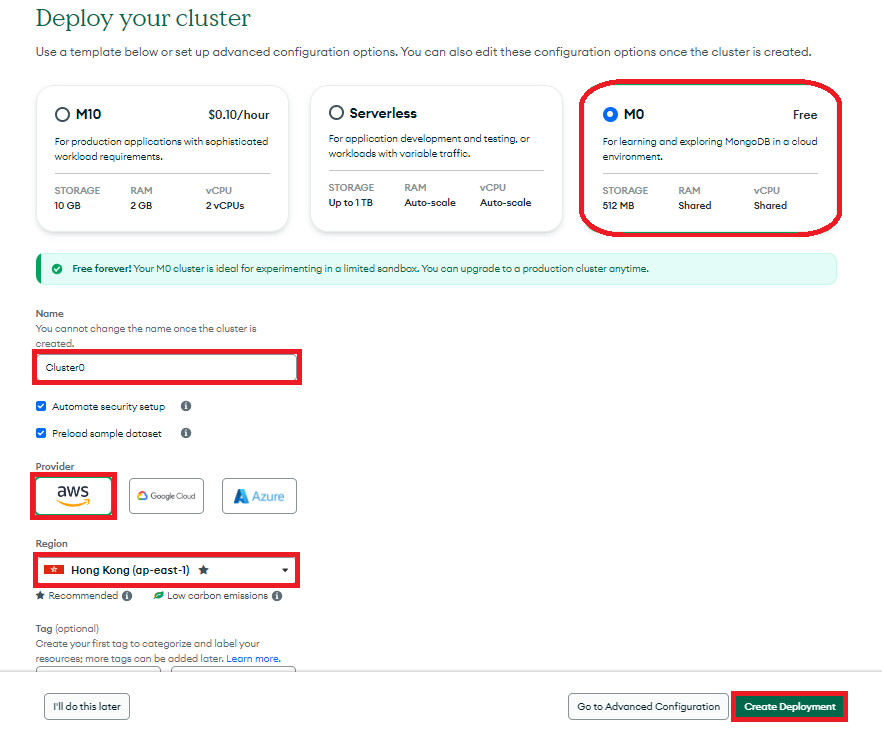 Deploy your cluster
Use a template below or set up advanced configuration options. You can also edit these configuration options once the cluster is created.
M10 $0.10/hour
For production applications with sophisticated
workload requirements.
STORAGE RAM vCPU
10 GB 2 GB 2 vCPUs
Serverless
For application development and testing, or
workloads with variable traffic.
STORAGE RAM vCPU
Up to 1 TB Auto-scale Auto-scale
M0 Free
For learning and exploring MongoDB in a cloud
environment.
STORAGE RAM vCPU
512 MB Shared Shared
Free forever! Your M0 cluster is ideal for experimenting in a limited sandbox. You can upgrade to a production cluster anytime.
Name
You cannot change the name once the cluster is
created.
Cluster0
Automate security setup
Preload sample dataset
Provider
aws Google Cloud Azure
Region
Hong Kong (ap-east-1)
Recommended Low carbon emissions
Tag (optional)
Create your first tag to categorize and label your
resources; more tags can be added later. Learn more.
I'll do this later Go to Advanced Configuration Create Deployment